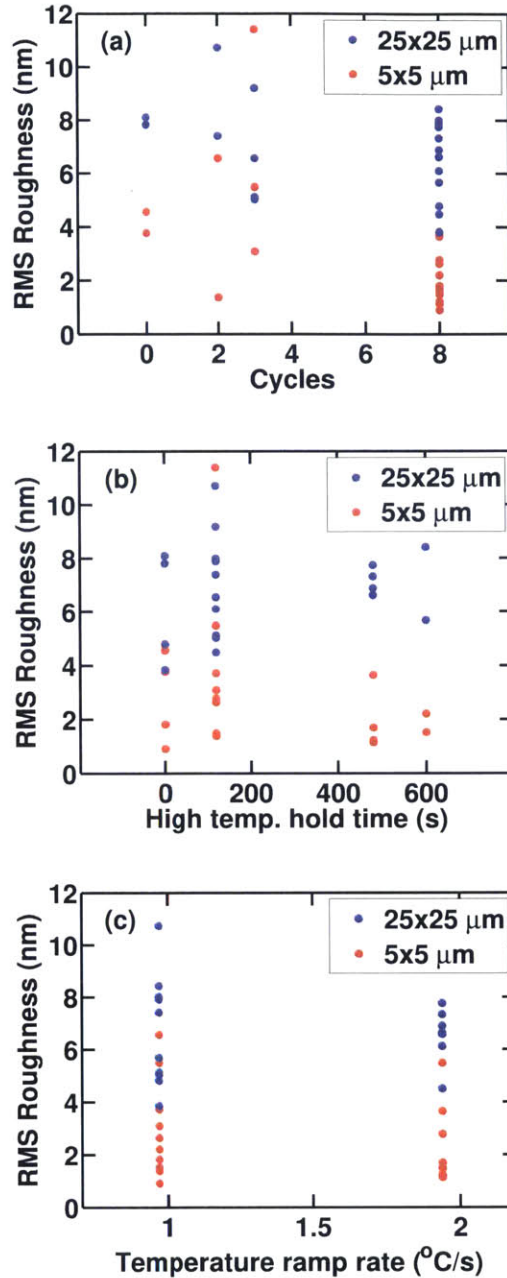 12
(a)
25x25 μm
10
5x5 μm
8
6
4
2
0
RMS Roughness (nm)
0 2 4 6 8
Cycles
12
(b)
25x25 μm
10
5x5 μm
8
6
4
2
0
RMS Roughness (nm)
0 200 400 600
High temp. hold time (s)
12
(c)
25x25 μm
10
5x5 μm
8
6
4
2
0
RMS Roughness (nm)
1 1.5 2
Temperature ramp rate (°C/s)